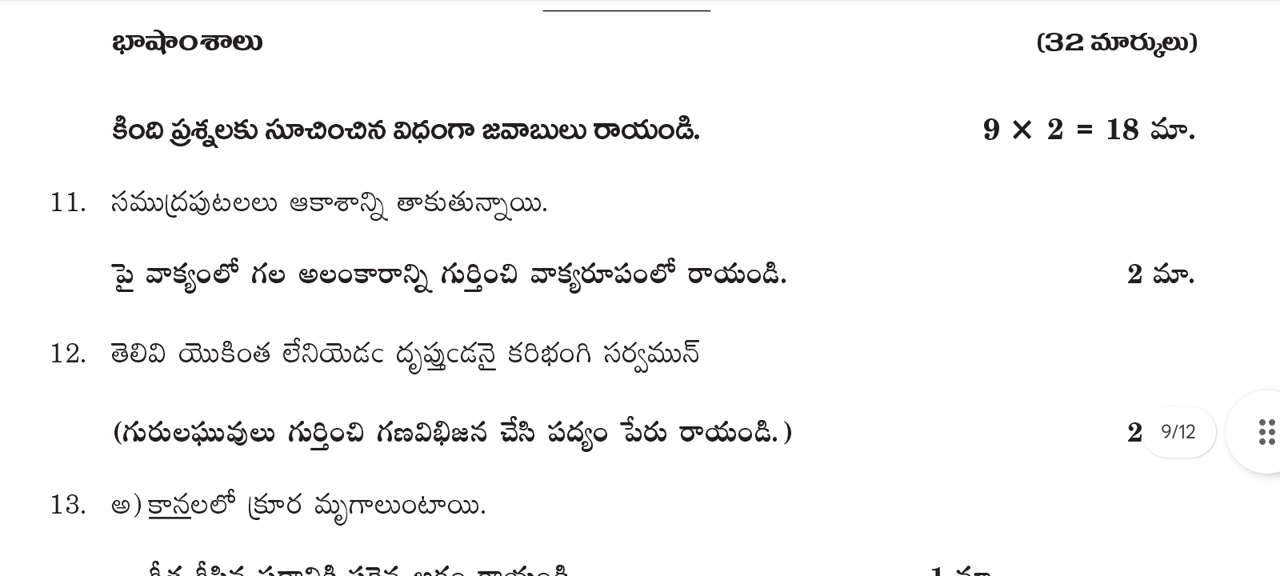 భాషాంశాలు (32 మార్కులు)
కింది ప్రశ్నలకు సూచించిన విధంగా జవాబులు రాయండి. 9 × 2 = 18 మా.
11. సముద్రపుటలలు ఆకాశాన్ని తాకుతున్నాయి.
పై వాక్యంలో గల అలంకారాన్ని గుర్తించి వాక్యరూపంలో రాయండి. 2 మా.
12. తెలివి యొకింత లేనియెడఁ దృప్తుఁడనై కరిభంగి సర్వమున్
(గురులఘువులు గుర్తించి గణవిభిజన చేసి పద్యం పేరు రాయండి.) 2 9/12
13. అ) కానలలో క్రూర మృగాలుంటాయి.